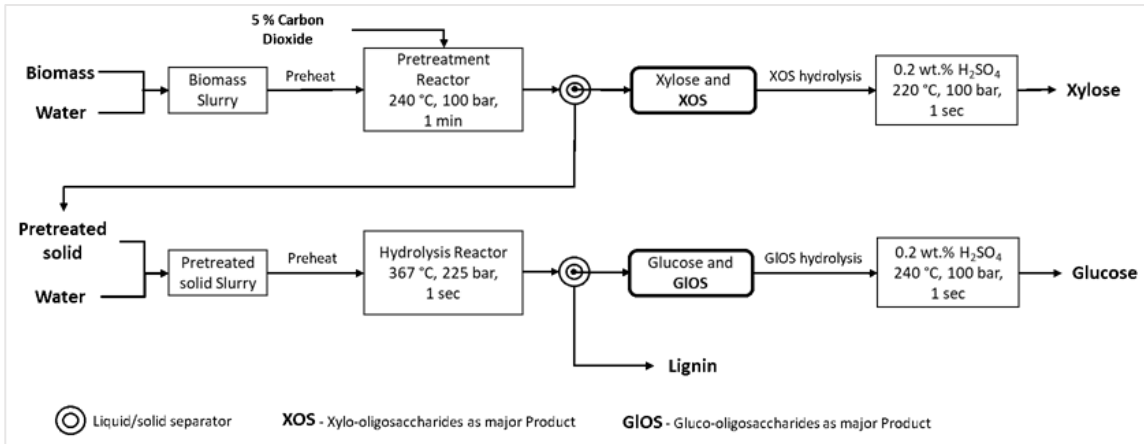 5 % Carbon
Dioxide
Biomass
Water
Biomass
Slurry
Preheat
Pretreatment
Reactor
240 °C, 100 bar,
1 min
Xylose and
XOS
XOS hydrolysis
0.2 wt.% H₂SO₄
220 °C, 100 bar,
1 sec
Xylose
Pretreated
solid
Water
Pretreated
solid Slurry
Preheat
Hydrolysis Reactor
367 °C, 225 bar,
1 sec
Glucose and
GlOS
GlOS hydrolysis
0.2 wt.% H₂SO₄
240 °C, 100 bar,
1 sec
Glucose
Lignin
Liquid/solid separator
XOS - Xylo-oligosaccharides as major Product
GlOS - Gluco-oligosaccharides as major Product